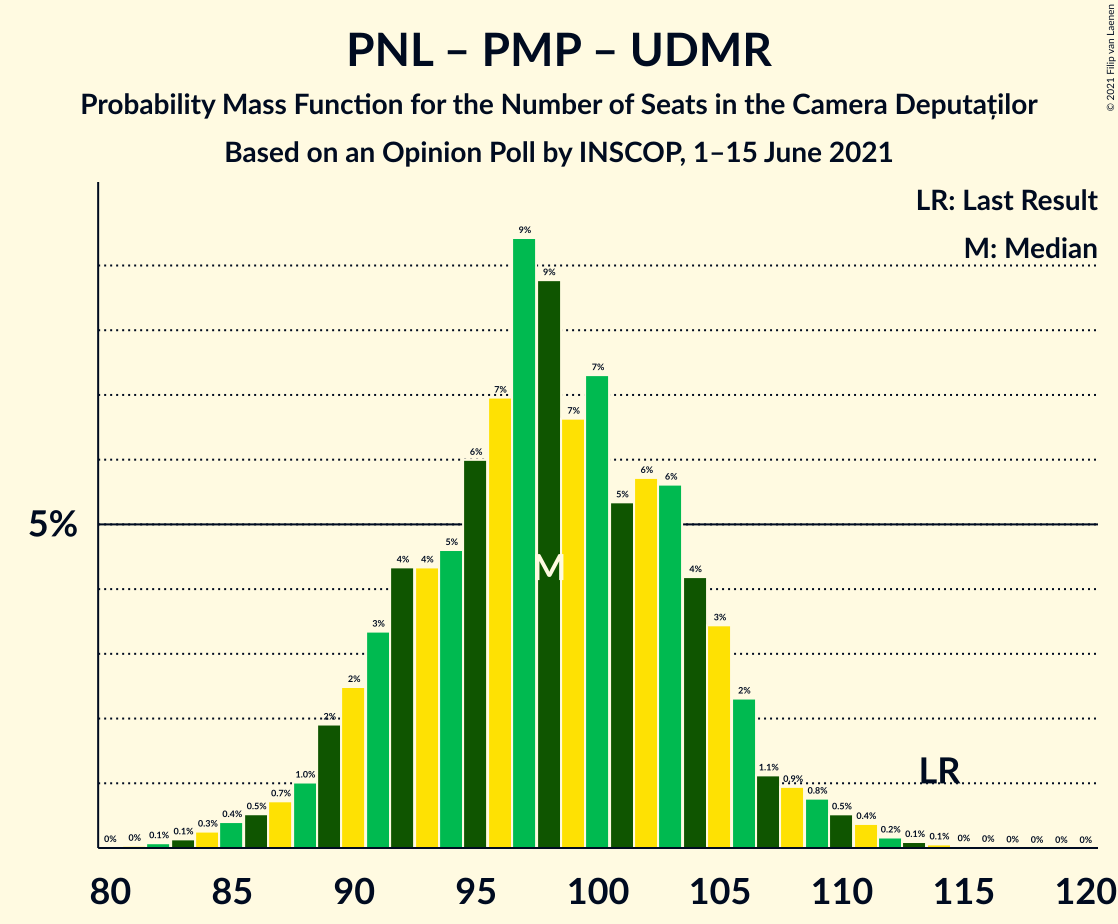 PNL – PMP – UDMR
Probability Mass Function for the Number of Seats in the Camera Deputaților
Based on an Opinion Poll by INSCOP, 1–15 June 2021
© 2021 Filip van Laenen
LR: Last Result
M: Median
5%
0% 0% 0.1% 0.1% 0.3% 0.4% 0.5% 0.7% 1.0% 2% 2% 3% 4% 4% 5% 6% 7% 9% 9% 7% 7% 5% 6% 6% 4% 3% 2% 1.1% 0.9% 0.8% 0.5% 0.4% 0.2% 0.1% 0.1% 0% 0% 0% 0% 0% 0%
M
LR
80 85 90 95 100 105 110 115 120